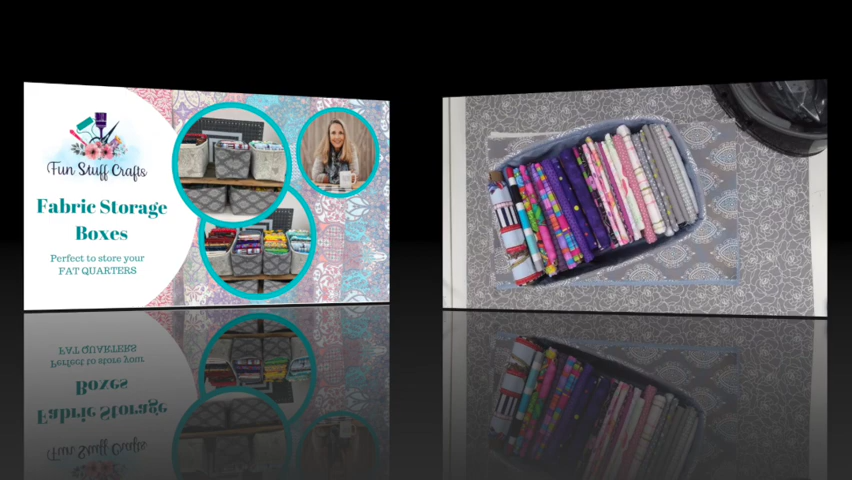 Fun Stuff Crafts
Fabric Storage
Boxes
Perfect to store your
FAT QUARTERS